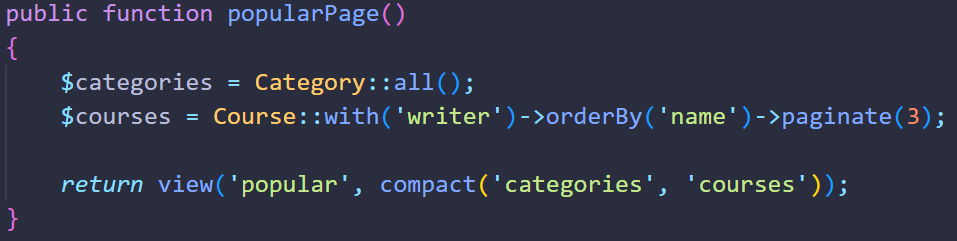 public function popularPage()
{
    $categories = Category::all();
    $courses = Course::with('writer')->orderBy('name')->paginate(3);

    return view('popular', compact('categories', 'courses'));
}